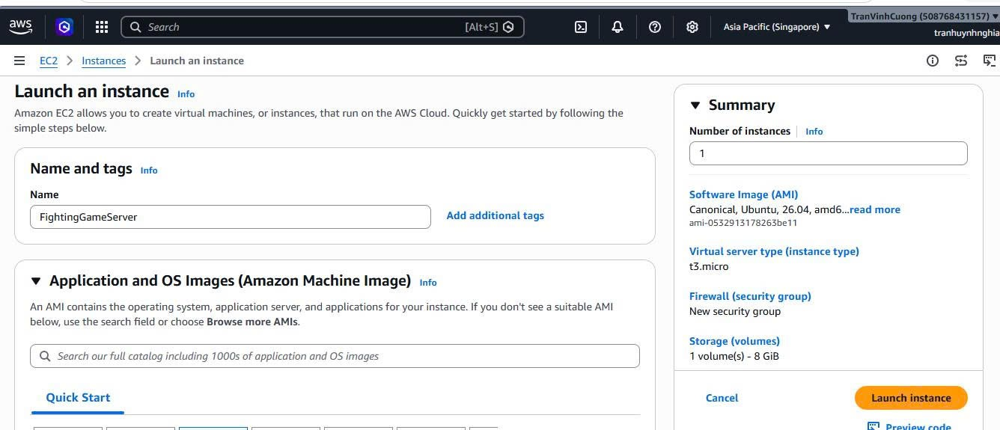 aws
Search
[Alt+S]
Asia Pacific (Singapore)
TranVinhCuong (508768431157)
tranhuynhnghia
EC2
Instances
Launch an instance
Launch an instance Info
Amazon EC2 allows you to create virtual machines, or instances, that run on the AWS Cloud. Quickly get started by following the
simple steps below.
Name and tags Info
Name
FightingGameServer
Add additional tags
Application and OS Images (Amazon Machine Image) Info
An AMI contains the operating system, application server, and applications for your instance. If you don't see a suitable AMI
below, use the search field or choose Browse more AMIs.
Search our full catalog including 1000s of application and OS images
Quick Start
Summary
Number of instances Info
1
Software Image (AMI)
Canonical, Ubuntu, 26.04, amd6...read more
ami-0532913178263be11
Virtual server type (instance type)
t3.micro
Firewall (security group)
New security group
Storage (volumes)
1 volume(s) - 8 GiB
Cancel
Launch instance
Preview code